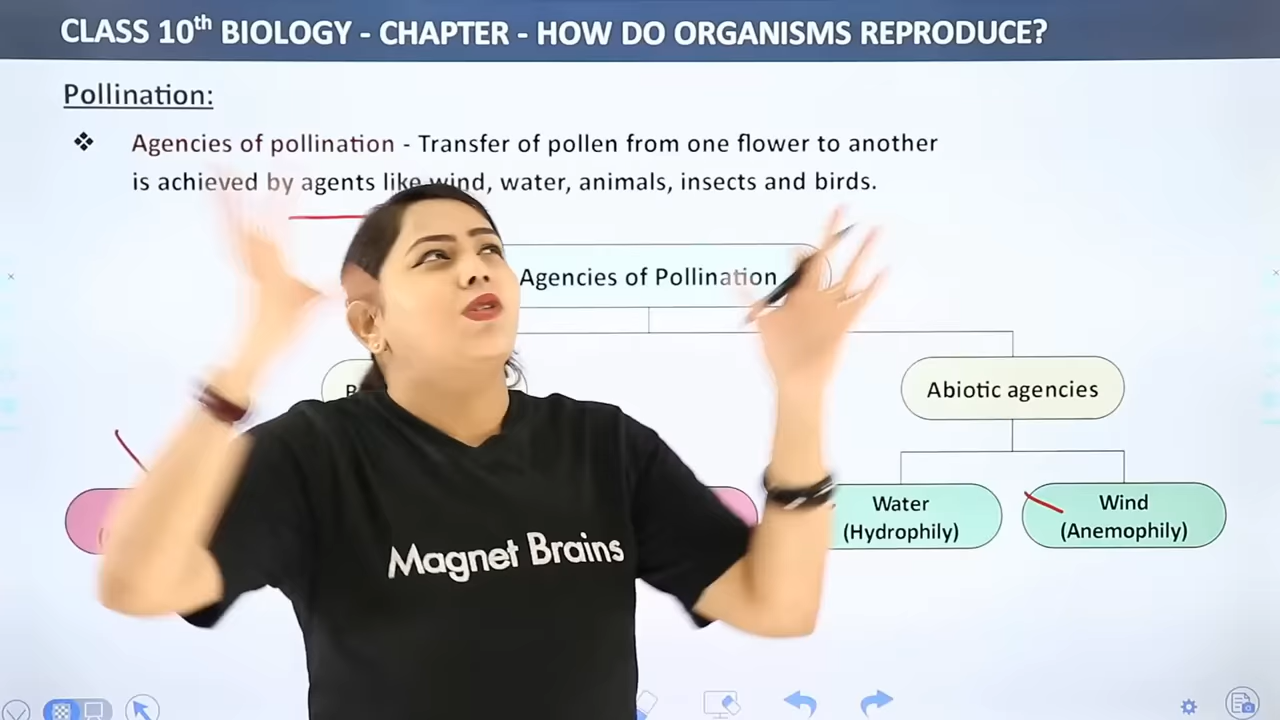 CLASS 10th BIOLOGY - CHAPTER - HOW DO ORGANISMS REPRODUCE?
Pollination:
❖ Agencies of pollination - Transfer of pollen from one flower to another
is achieved by agents like wind, water, animals, insects and birds.
Agencies of Pollination
Abiotic agencies
Water
(Hydrophily)
Wind
(Anemophily)
Magnet Brains